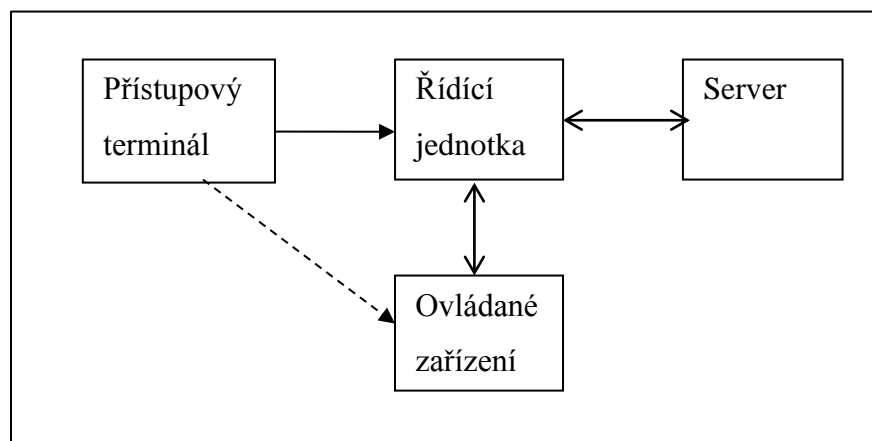 Přístupový
terminál
Řídící
jednotka
Server
Ovládané
zařízení